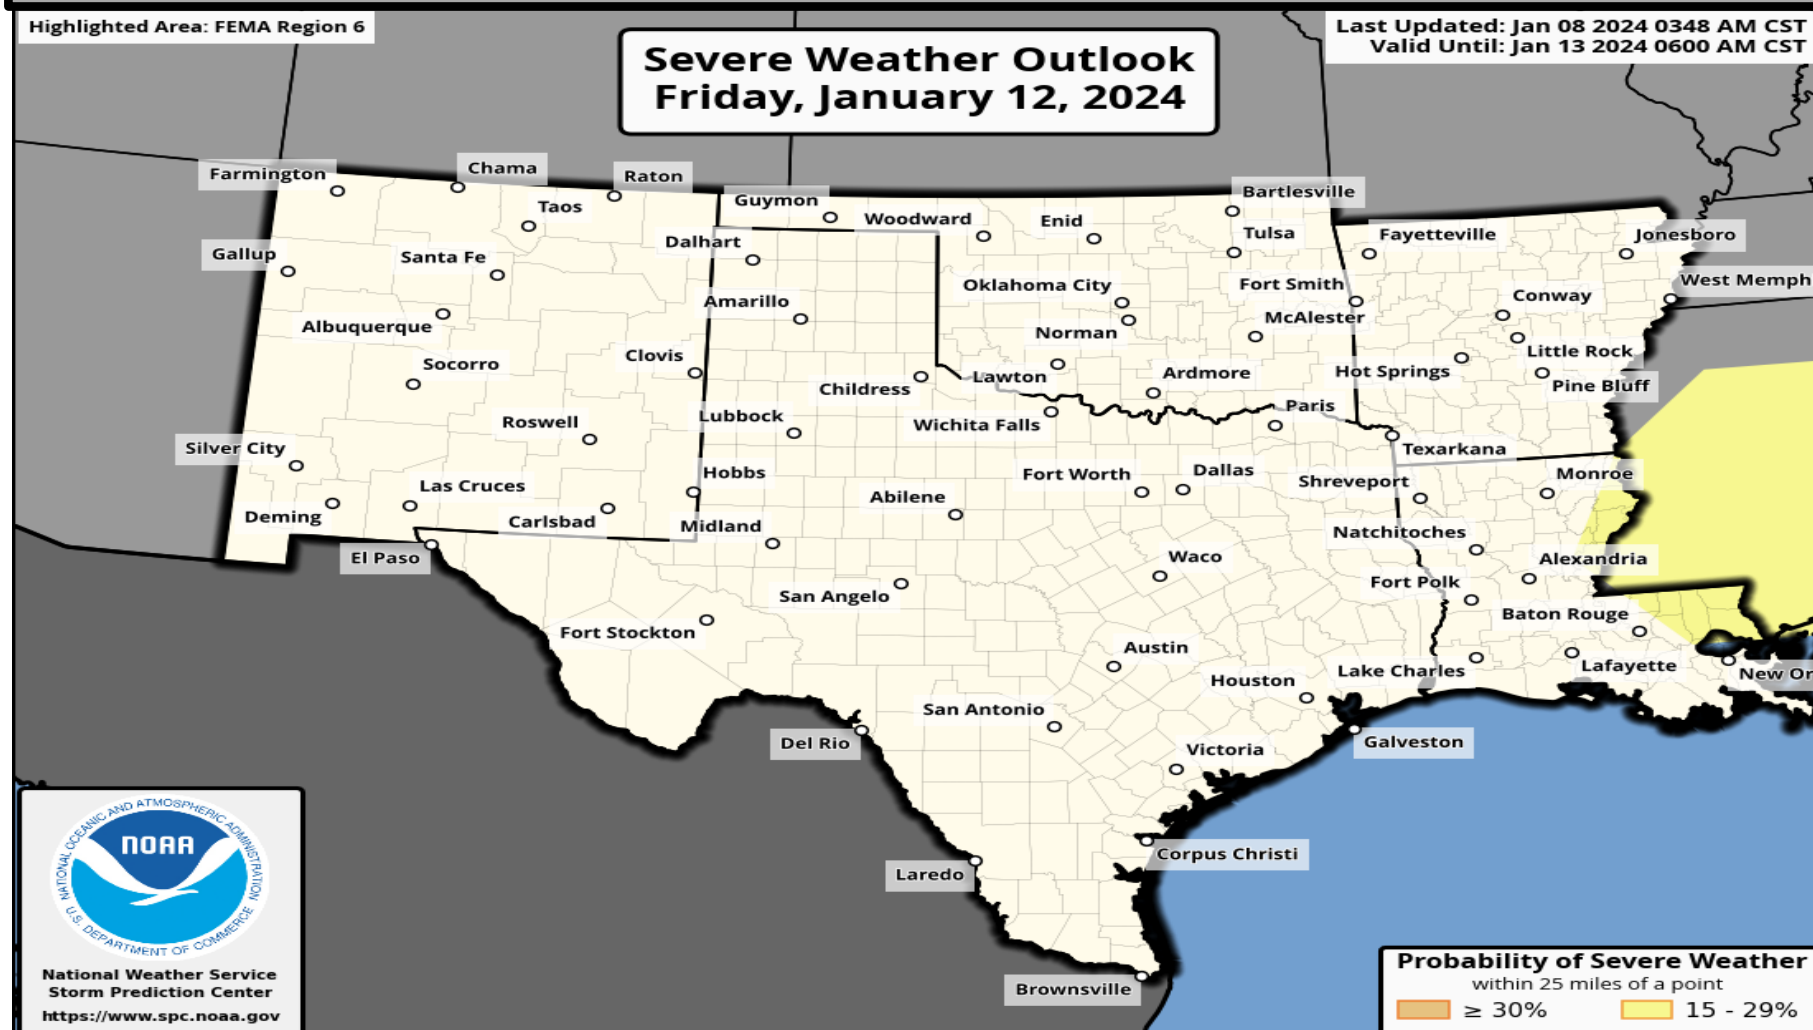 Highlighted Area: FEMA Region 6
Severe Weather Outlook
Friday, January 12, 2024
Last Updated: Jan 08 2024 0348 AM CST
Valid Until: Jan 13 2024 0600 AM CST
Farmington
Chama
Raton
Taos
Guymon
Woodward
Enid
Bartlesville
Tulsa
Fayetteville
Jonesboro
Gallup
Santa Fe
Dalhart
Oklahoma City
Fort Smith
Conway
West Memph
Albuquerque
Amarillo
Norman
McAlester
Little Rock
Socorro
Clovis
Childress
Lawton
Ardmore
Hot Springs
Pine Bluff
Roswell
Lubbock
Wichita Falls
Paris
Texarkana
Silver City
Las Cruces
Hobbs
Abilene
Fort Worth
Dallas
Shreveport
Monroe
Deming
Carlsbad
Midland
Natchitoches
El Paso
Waco
Alexandria
San Angelo
Fort Polk
Fort Stockton
Baton Rouge
Austin
Houston
Lake Charles
Lafayette
New Or
San Antonio
Del Rio
Victoria
Galveston
Laredo
Corpus Christi
Brownsville
NATIONAL OCEANIC AND ATMOSPHERIC ADMINISTRATION
NOAA
U.S. DEPARTMENT OF COMMERCE
National Weather Service
Storm Prediction Center
https://www.spc.noaa.gov
Probability of Severe Weather
within 25 miles of a point
≥ 30%
15 - 29%